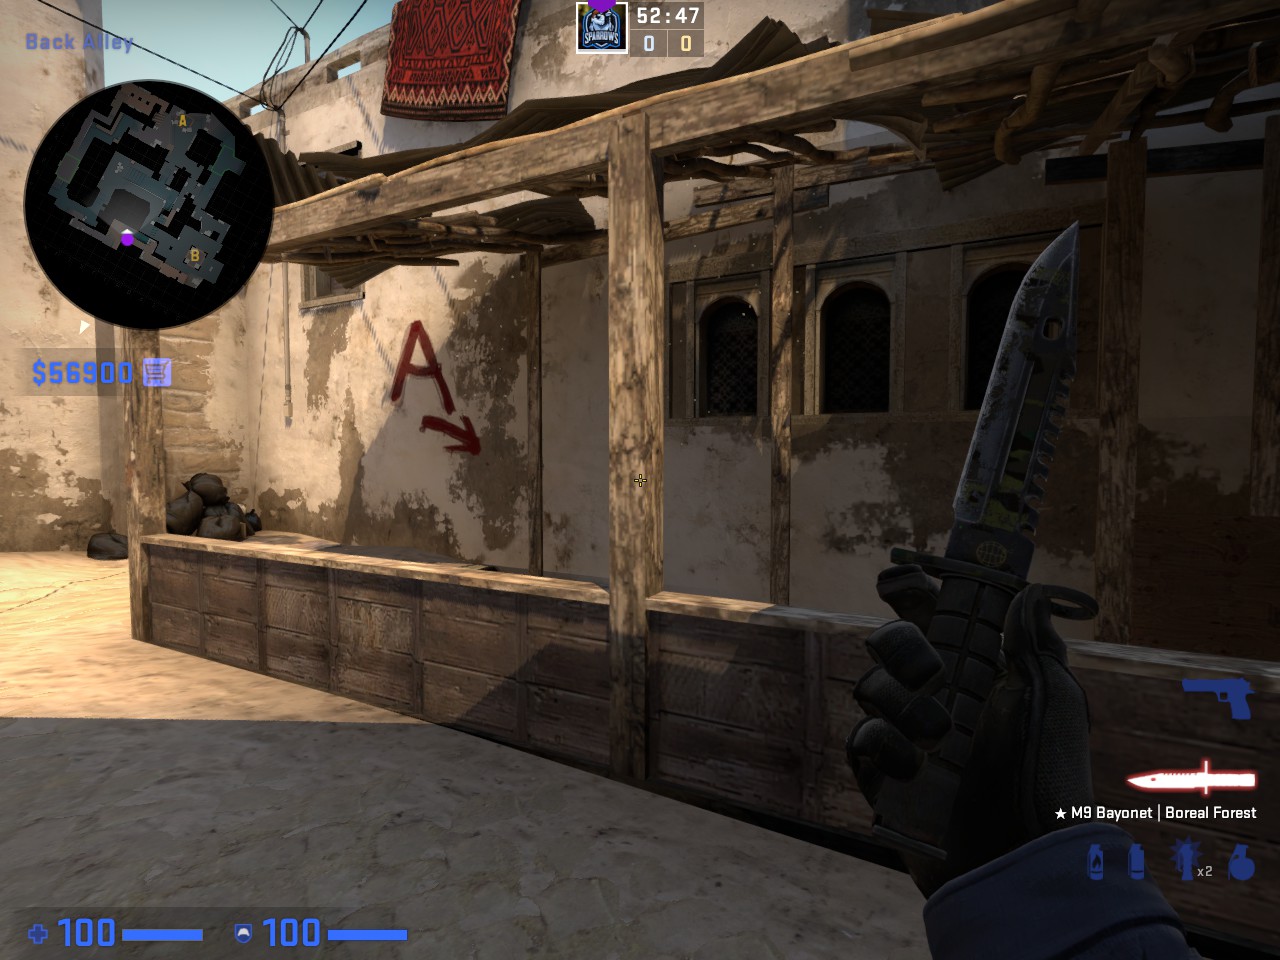 Back Alley
SPARROWS
52:47
0 0
A
B
$56900
A
★ M9 Bayonet | Boreal Forest
x2
100
100